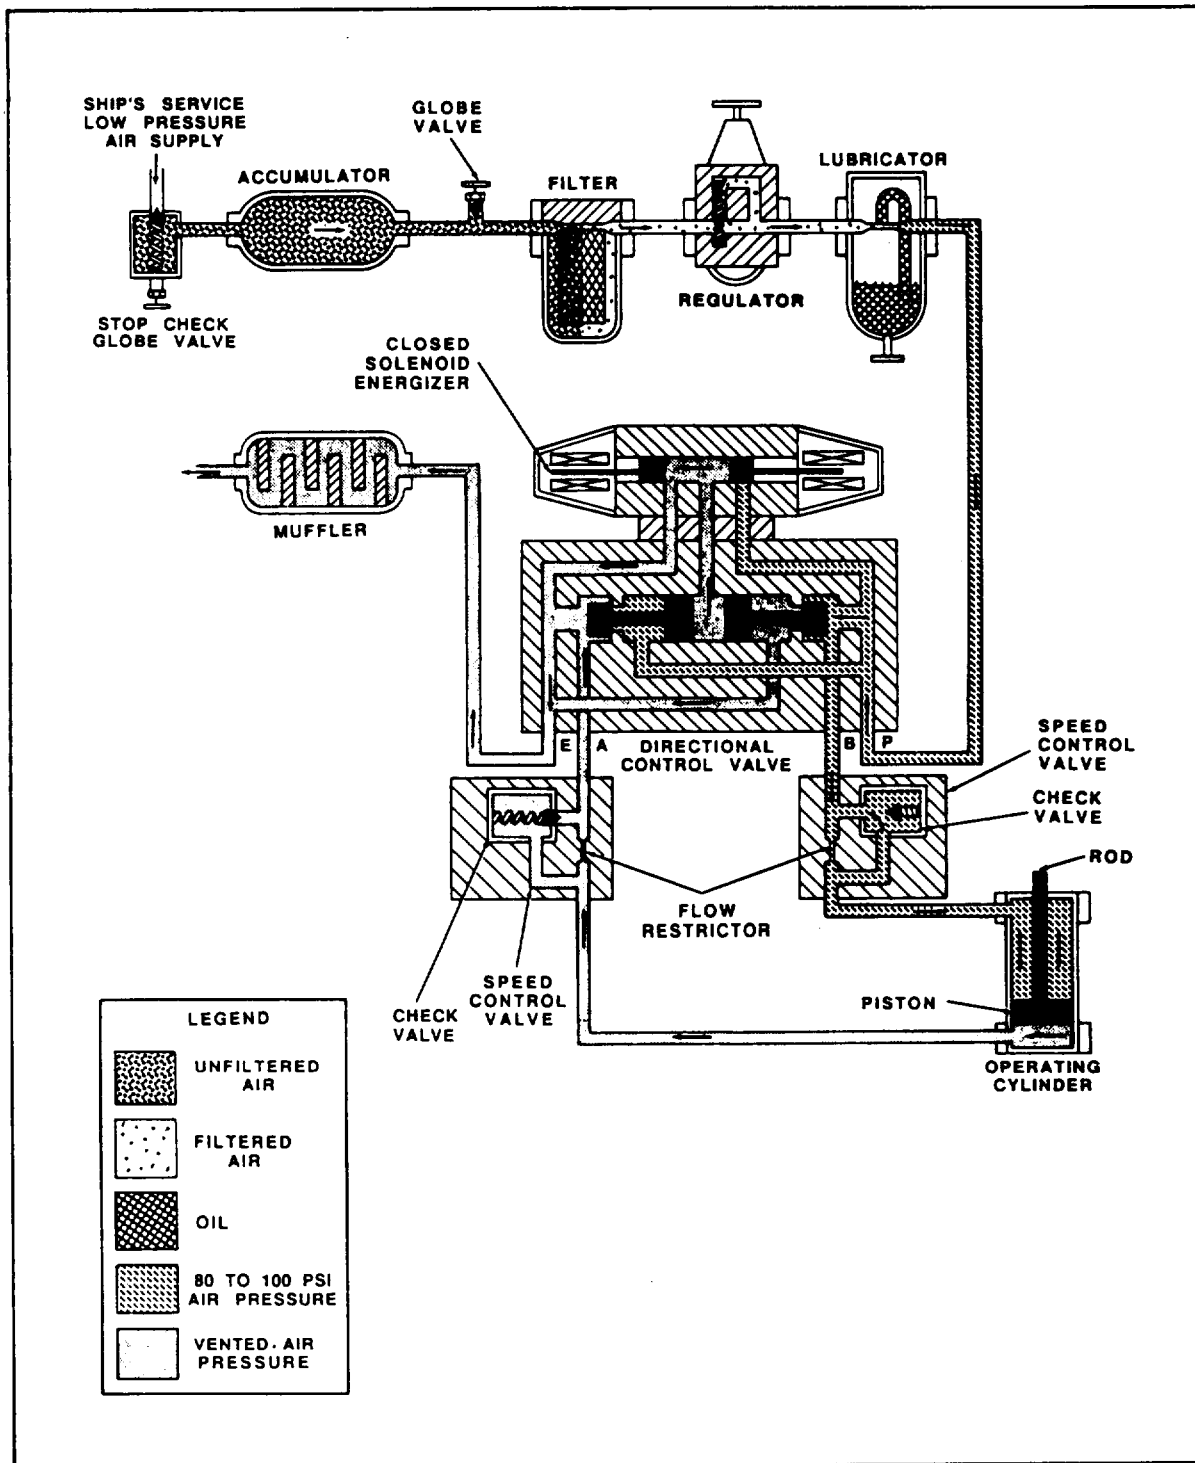 SHIP'S SERVICE
LOW PRESSURE
AIR SUPPLY
GLOBE
VALVE
ACCUMULATOR
FILTER
LUBRICATOR
REGULATOR
STOP CHECK
GLOBE VALVE
CLOSED
SOLENOID
ENERGIZER
MUFFLER
E
A
DIRECTIONAL
CONTROL VALVE
B
P
SPEED
CONTROL
VALVE
CHECK
VALVE
ROD
FLOW
RESTRICTOR
SPEED
CONTROL
VALVE
CHECK
VALVE
PISTON
OPERATING
CYLINDER
LEGEND
UNFILTERED
AIR
FILTERED
AIR
OIL
80 TO 100 PSI
AIR PRESSURE
VENTED-AIR
PRESSURE